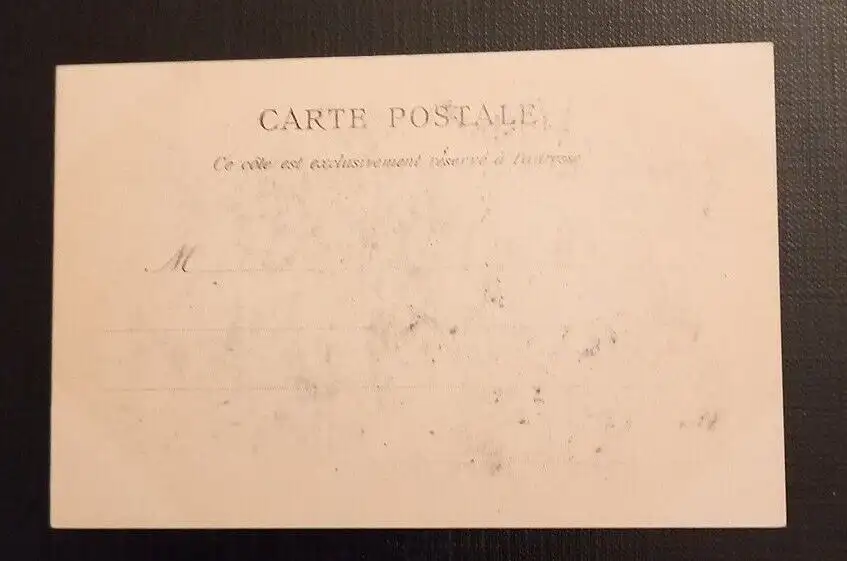 CARTE POSTALE
Ce côté est exclusivement réservé à l'adresse
M